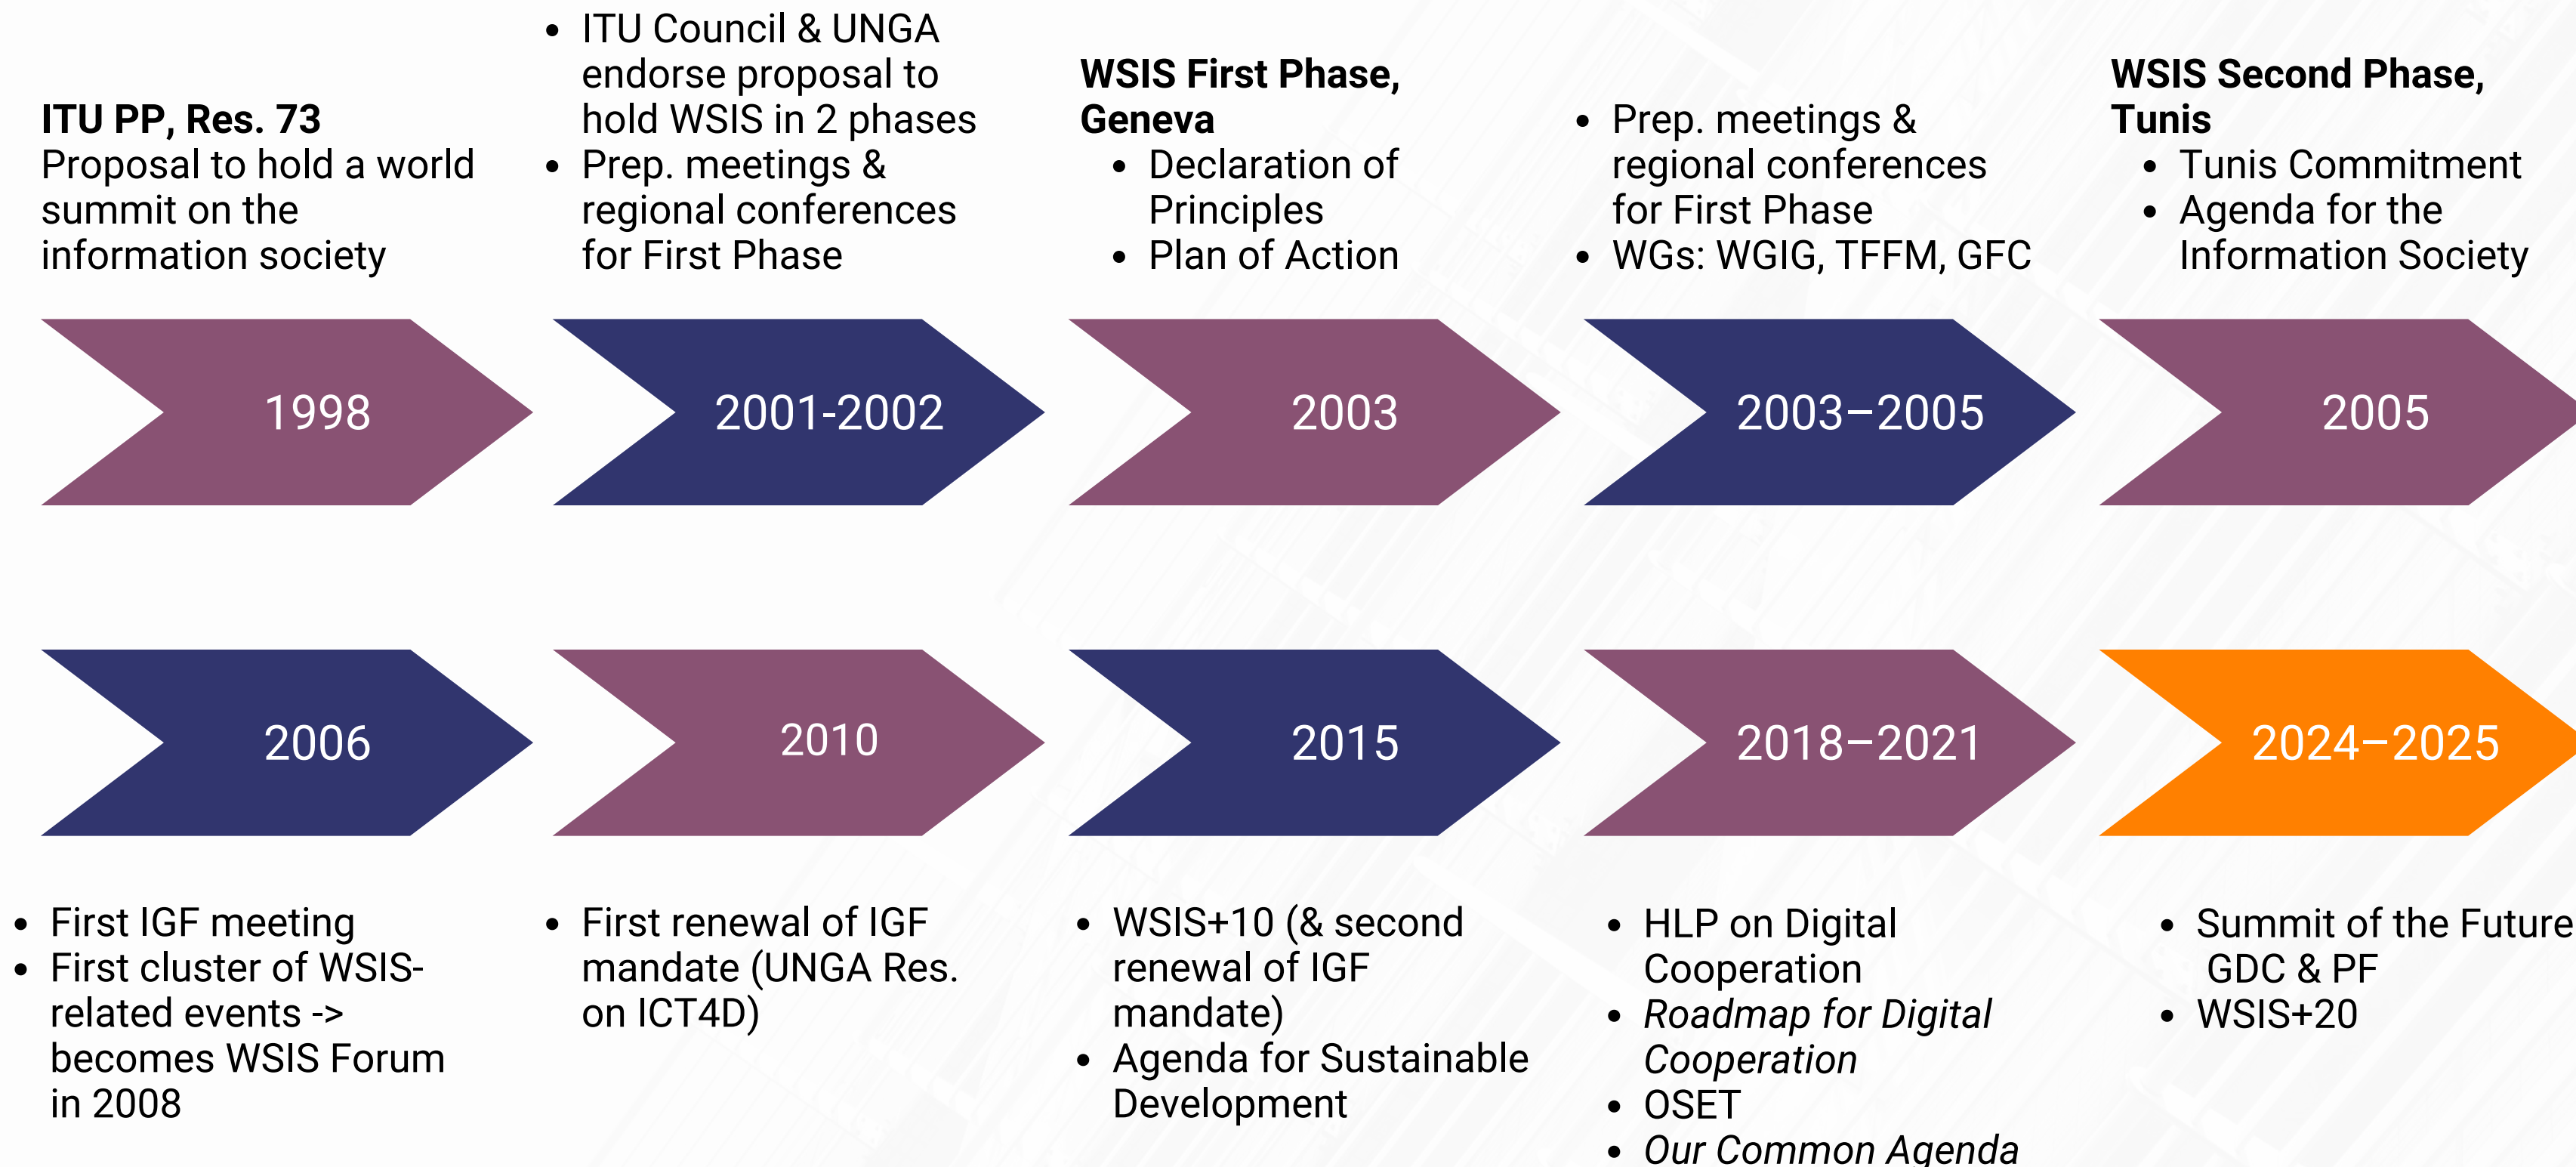 ITU PP, Res. 73
Proposal to hold a world
summit on the
information society
• ITU Council & UNGA
endorse proposal to
hold WSIS in 2 phases
• Prep. meetings &
regional conferences
for First Phase
WSIS First Phase,
Geneva
• Declaration of
Principles
• Plan of Action
• Prep. meetings &
regional conferences
for First Phase
• WGs: WGIG, TFFM, GFC
WSIS Second Phase,
Tunis
• Tunis Commitment
• Agenda for the
Information Society
1998
2001-2002
2003
2003–2005
2005
2006
2010
2015
2018–2021
2024–2025
• First IGF meeting
• First cluster of WSIS-
related events ->
becomes WSIS Forum
in 2008
• First renewal of IGF
mandate (UNGA Res.
on ICT4D)
• WSIS+10 (& second
renewal of IGF
mandate)
• Agenda for Sustainable
Development
• HLP on Digital
Cooperation
• Roadmap for Digital
Cooperation
• OSET
• Our Common Agenda
• Summit of the Future
GDC & PF
• WSIS+20